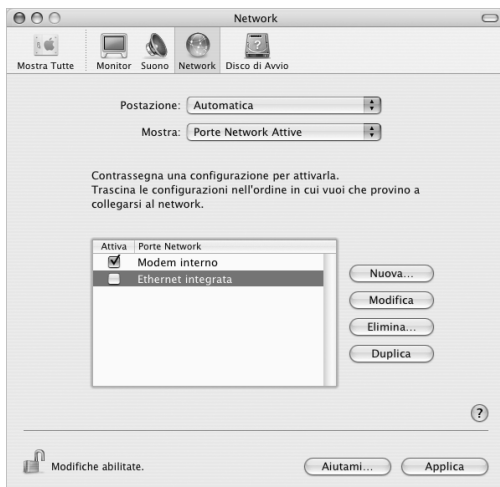 Network
Mostra Tutte
Monitor
Suono
Network
Disco di Avvio
Postazione: Automatica
Mostra: Porte Network Attive
Contrassegna una configurazione per attivarla.
Trascina le configurazioni nell'ordine in cui vuoi che provino a
collegarsi al network.
Attiva Porte Network
Modem interno
Ethernet integrata
Nuova...
Modifica
Elimina...
Duplica
?
Modifiche abilitate.
Aiutami...
Applica